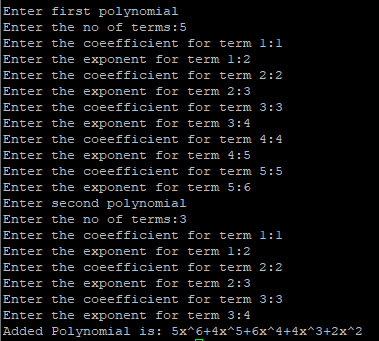 Enter first polynomial
Enter the no of terms:5
Enter the coeefficient for term 1:1
Enter the exponent for term 1:2
Enter the coeefficient for term 2:2
Enter the exponent for term 2:3
Enter the coeefficient for term 3:3
Enter the exponent for term 3:4
Enter the coeefficient for term 4:4
Enter the exponent for term 4:5
Enter the coeefficient for term 5:5
Enter the exponent for term 5:6
Enter second polynomial
Enter the no of terms:3
Enter the coeefficient for term 1:1
Enter the exponent for term 1:2
Enter the coeefficient for term 2:2
Enter the exponent for term 2:3
Enter the coeefficient for term 3:3
Enter the exponent for term 3:4
Added Polynomial is: 5x^6+4x^5+6x^4+4x^3+2x^2